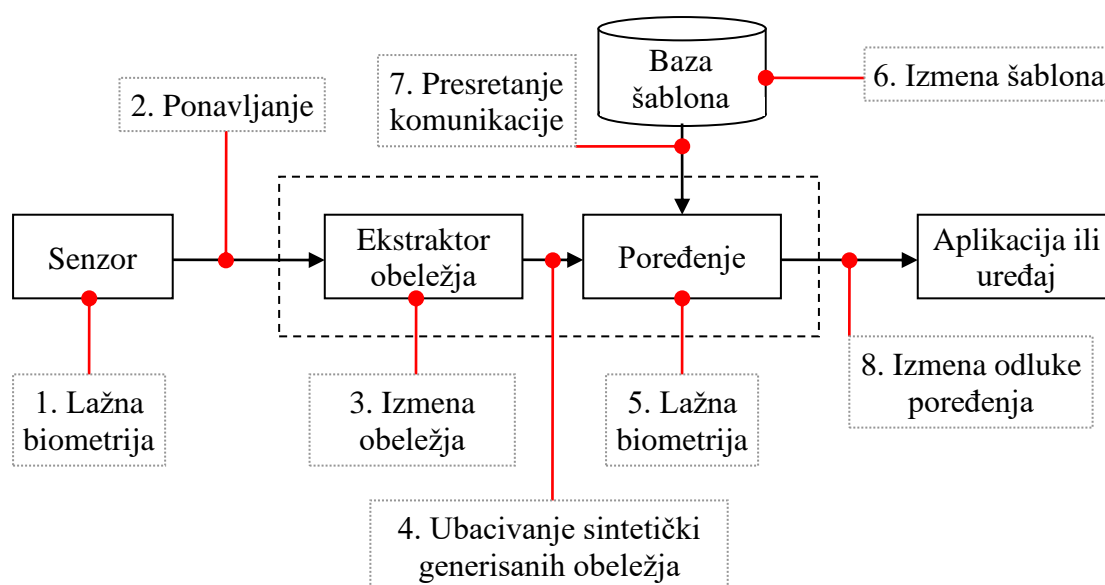 Baza
šablona
6. Izmena šablona
7. Presretanje
komunikacije
2. Ponavljanje
Senzor
Ekstraktor
obeležja
Poređenje
Aplikacija ili
uređaj
1. Lažna
biometrija
3. Izmena
obeležja
5. Lažna
biometrija
8. Izmena odluke
poređenja
4. Ubacivanje sintetički
generisanih obeležja